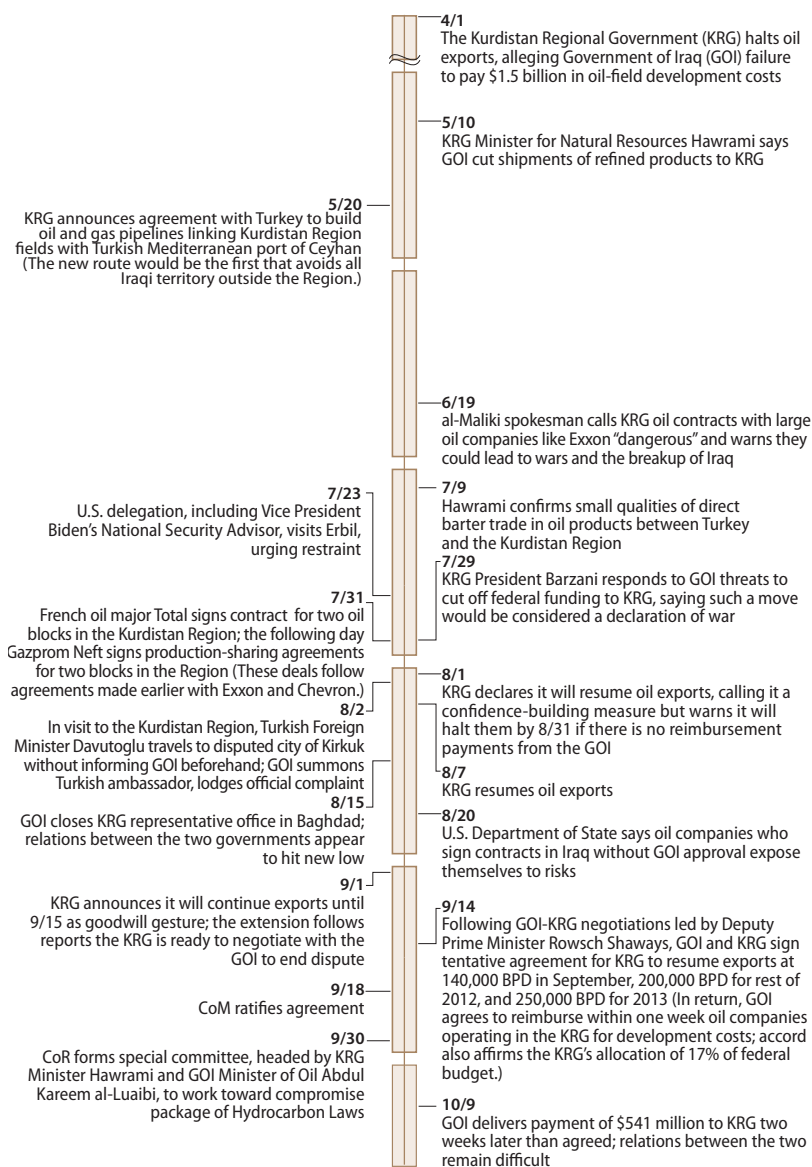 4/1
The Kurdistan Regional Government (KRG) halts oil
exports, alleging Government of Iraq (GOI) failure
to pay $1.5 billion in oil-field development costs
5/10
KRG Minister for Natural Resources Hawrami says
GOI cut shipments of refined products to KRG
5/20
KRG announces agreement with Turkey to build
oil and gas pipelines linking Kurdistan Region
fields with Turkish Mediterranean port of Ceyhan
(The new route would be the first that avoids all
Iraqi territory outside the Region.)
6/19
al-Maliki spokesman calls KRG oil contracts with large
oil companies like Exxon “dangerous” and warns they
could lead to wars and the breakup of Iraq
7/9
Hawrami confirms small qualities of direct
barter trade in oil products between Turkey
and the Kurdistan Region
7/23
U.S. delegation, including Vice President
Biden’s National Security Advisor, visits Erbil,
urging restraint
7/29
KRG President Barzani responds to GOI threats to
cut off federal funding to KRG, saying such a move
would be considered a declaration of war
7/31
French oil major Total signs contract for two oil
blocks in the Kurdistan Region; the following day
Gazprom Neft signs production-sharing agreements
for two blocks in the Region (These deals follow
agreements made earlier with Exxon and Chevron.)
8/1
KRG declares it will resume oil exports, calling it a
confidence-building measure but warns it will
halt them by 8/31 if there is no reimbursement
payments from the GOI
8/2
In visit to the Kurdistan Region, Turkish Foreign
Minister Davutoglu travels to disputed city of Kirkuk
without informing GOI beforehand; GOI summons
Turkish ambassador, lodges official complaint
8/7
KRG resumes oil exports
8/15
GOI closes KRG representative office in Baghdad;
relations between the two governments appear
to hit new low
8/20
U.S. Department of State says oil companies who
sign contracts in Iraq without GOI approval expose
themselves to risks
9/1
KRG announces it will continue exports until
9/15 as goodwill gesture; the extension follows
reports the KRG is ready to negotiate with the
GOI to end dispute
9/14
Following GOI-KRG negotiations led by Deputy
Prime Minister Rowsch Shaways, GOI and KRG sign
tentative agreement for KRG to resume exports at
140,000 BPD in September, 200,000 BPD for rest of
2012, and 250,000 BPD for 2013 (In return, GOI
agrees to reimburse within one week oil companies
operating in the KRG for development costs; accord
also affirms the KRG’s allocation of 17% of federal
budget.)
9/18
CoM ratifies agreement
9/30
CoR forms special committee, headed by KRG
Minister Hawrami and GOI Minister of Oil Abdul
Kareem al-Luaibi, to work toward compromise
package of Hydrocarbon Laws
10/9
GOI delivers payment of $541 million to KRG two
weeks later than agreed; relations between the two
remain difficult